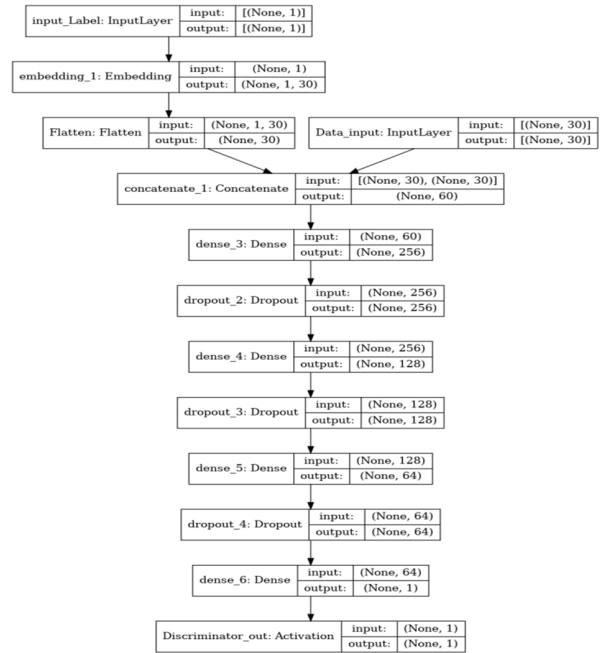 input_Label: InputLayer input: [(None, 1)]
output: [(None, 1)]
embedding_1: Embedding input: (None, 1)
output: (None, 1, 30)
Flatten: Flatten input: (None, 1, 30)
output: (None, 30)
Data_input: InputLayer input: [(None, 30)]
output: [(None, 30)]
concatenate_1: Concatenate input: [(None, 30), (None, 30)]
output: (None, 60)
dense_3: Dense input: (None, 60)
output: (None, 256)
dropout_2: Dropout input: (None, 256)
output: (None, 256)
dense_4: Dense input: (None, 256)
output: (None, 128)
dropout_3: Dropout input: (None, 128)
output: (None, 128)
dense_5: Dense input: (None, 128)
output: (None, 64)
dropout_4: Dropout input: (None, 64)
output: (None, 64)
dense_6: Dense input: (None, 64)
output: (None, 1)
Discriminator_out: Activation input: (None, 1)
output: (None, 1)